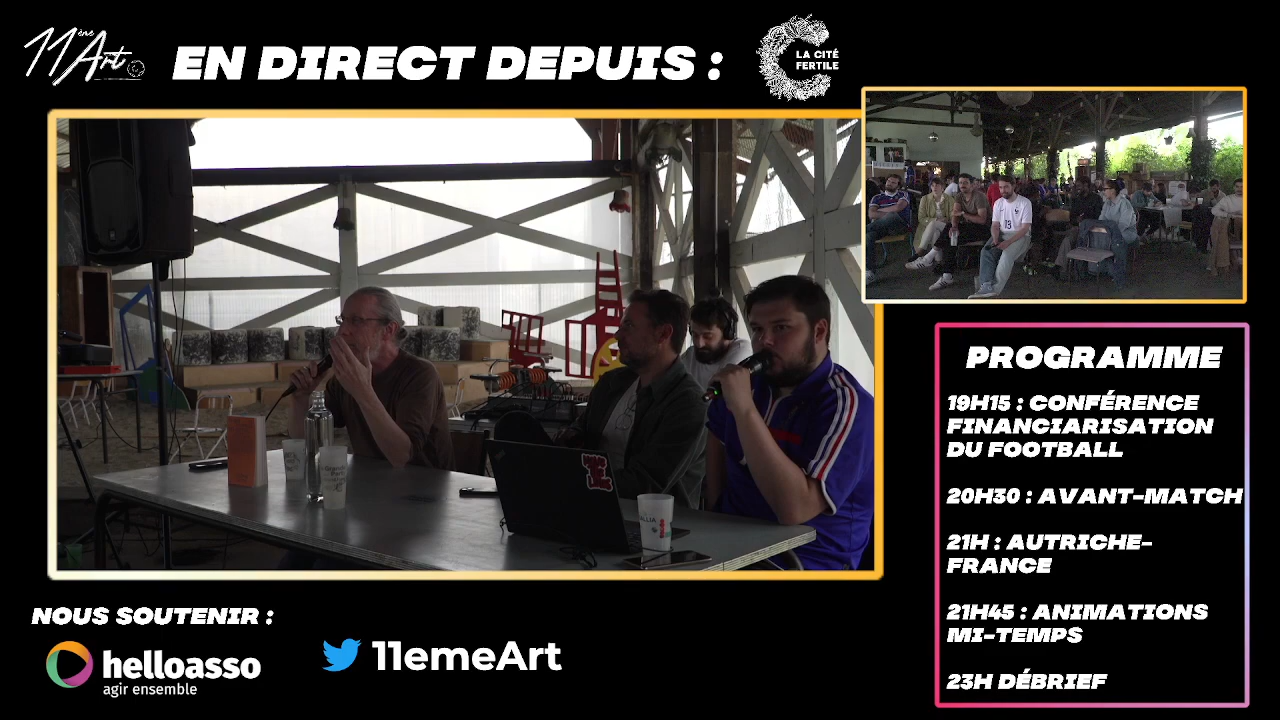 11ème Art
EN DIRECT DEPUIS :
LA CITÉ
FERTILE
13
PROGRAMME
19H15 : CONFÉRENCE
FINANCIARISATION
DU FOOTBALL
20H30 : AVANT-MATCH
21H : AUTRICHE-
FRANCE
21H45 : ANIMATIONS
MI-TEMPS
23H DÉBRIEF
NOUS SOUTENIR :
helloasso
agir ensemble
11emeArt